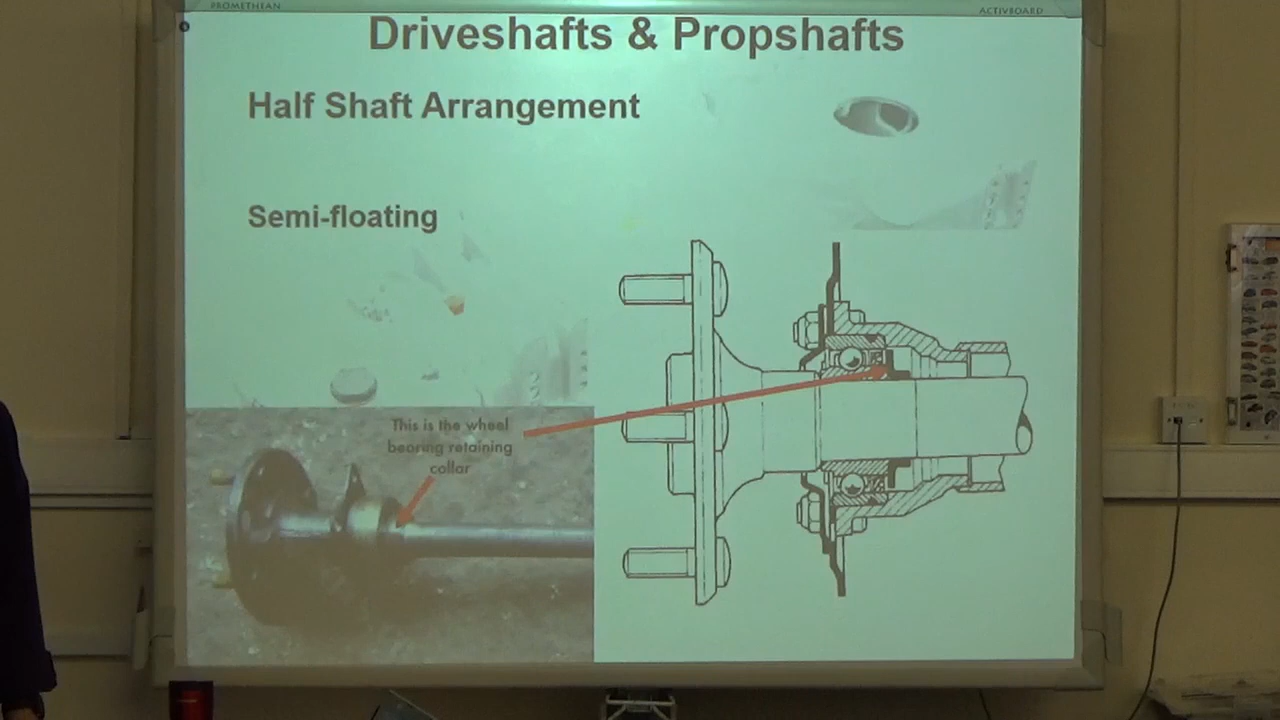 PROMETHEAN
ACTIVBOARD
Driveshafts & Propshafts
Half Shaft Arrangement
Semi-floating
This is the wheel
bearing retaining
collar